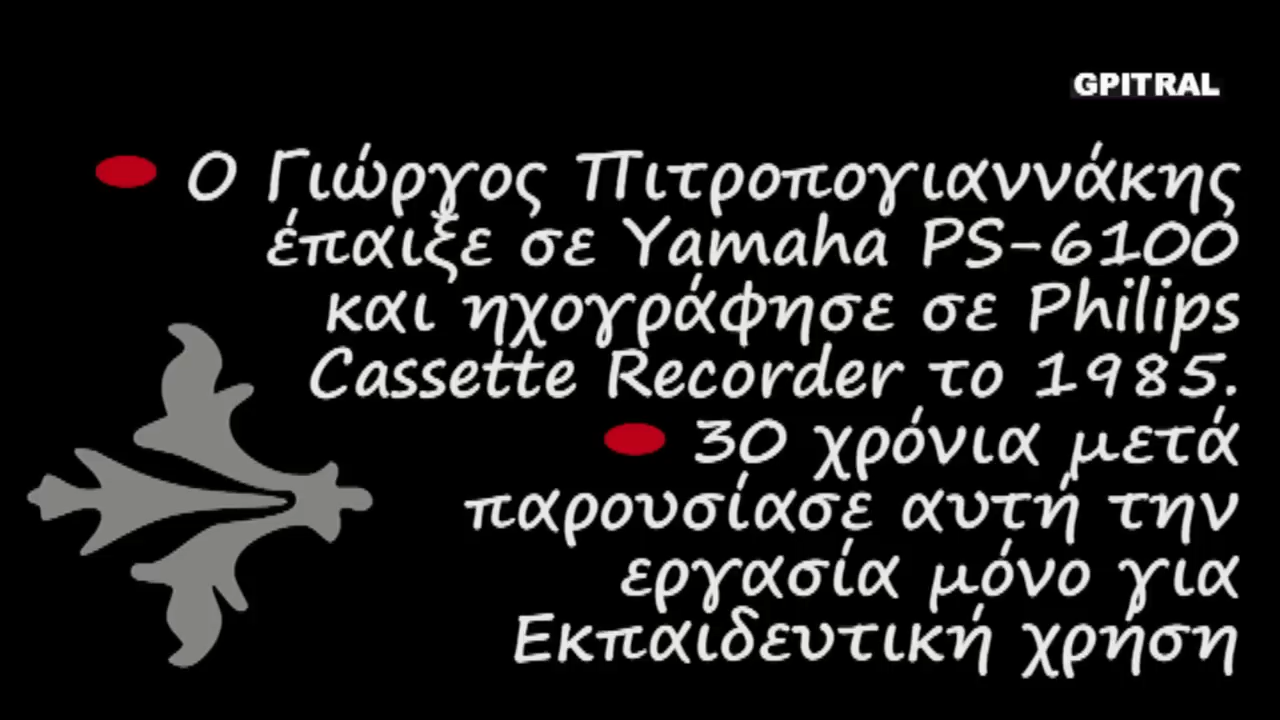 GPITRAL
Ο Γιώργος Πιτροπογιαννάκης
έπαιξε σε Yamaha PS-6100
και ηχογράφησε σε Philips
Cassette Recorder το 1985.
30 χρόνια μετά
παρουσίασε αυτή την
εργασία μόνο για
Εκπαιδευτική χρήση